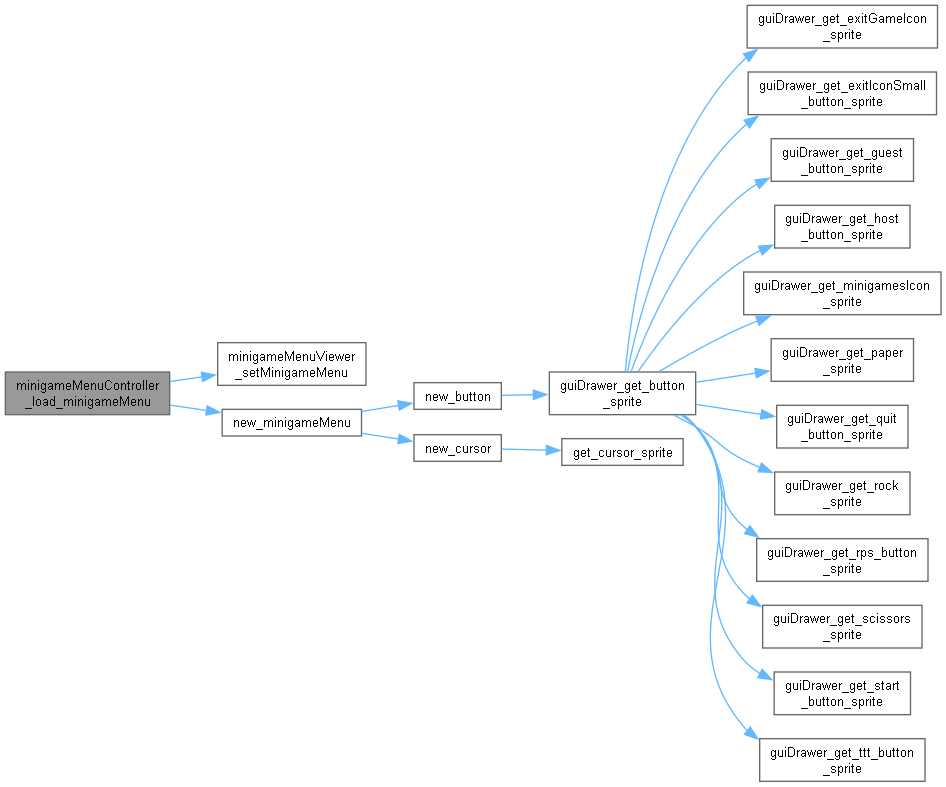 guiDrawer_get_exitGameIcon
_sprite
guiDrawer_get_exitIconSmall
_button_sprite
guiDrawer_get_guest
_button_sprite
guiDrawer_get_host
_button_sprite
guiDrawer_get_minigamesIcon
_sprite
minigameMenuViewer
_setMinigameMenu
guiDrawer_get_paper
_sprite
minigameMenuController
_load_minigameMenu
new_minigameMenu
new_button
guiDrawer_get_button
_sprite
guiDrawer_get_quit
_button_sprite
new_cursor
get_cursor_sprite
guiDrawer_get_rock
_sprite
guiDrawer_get_rps_button
_sprite
guiDrawer_get_scissors
_sprite
guiDrawer_get_start
_button_sprite
guiDrawer_get_ttt_button
_sprite